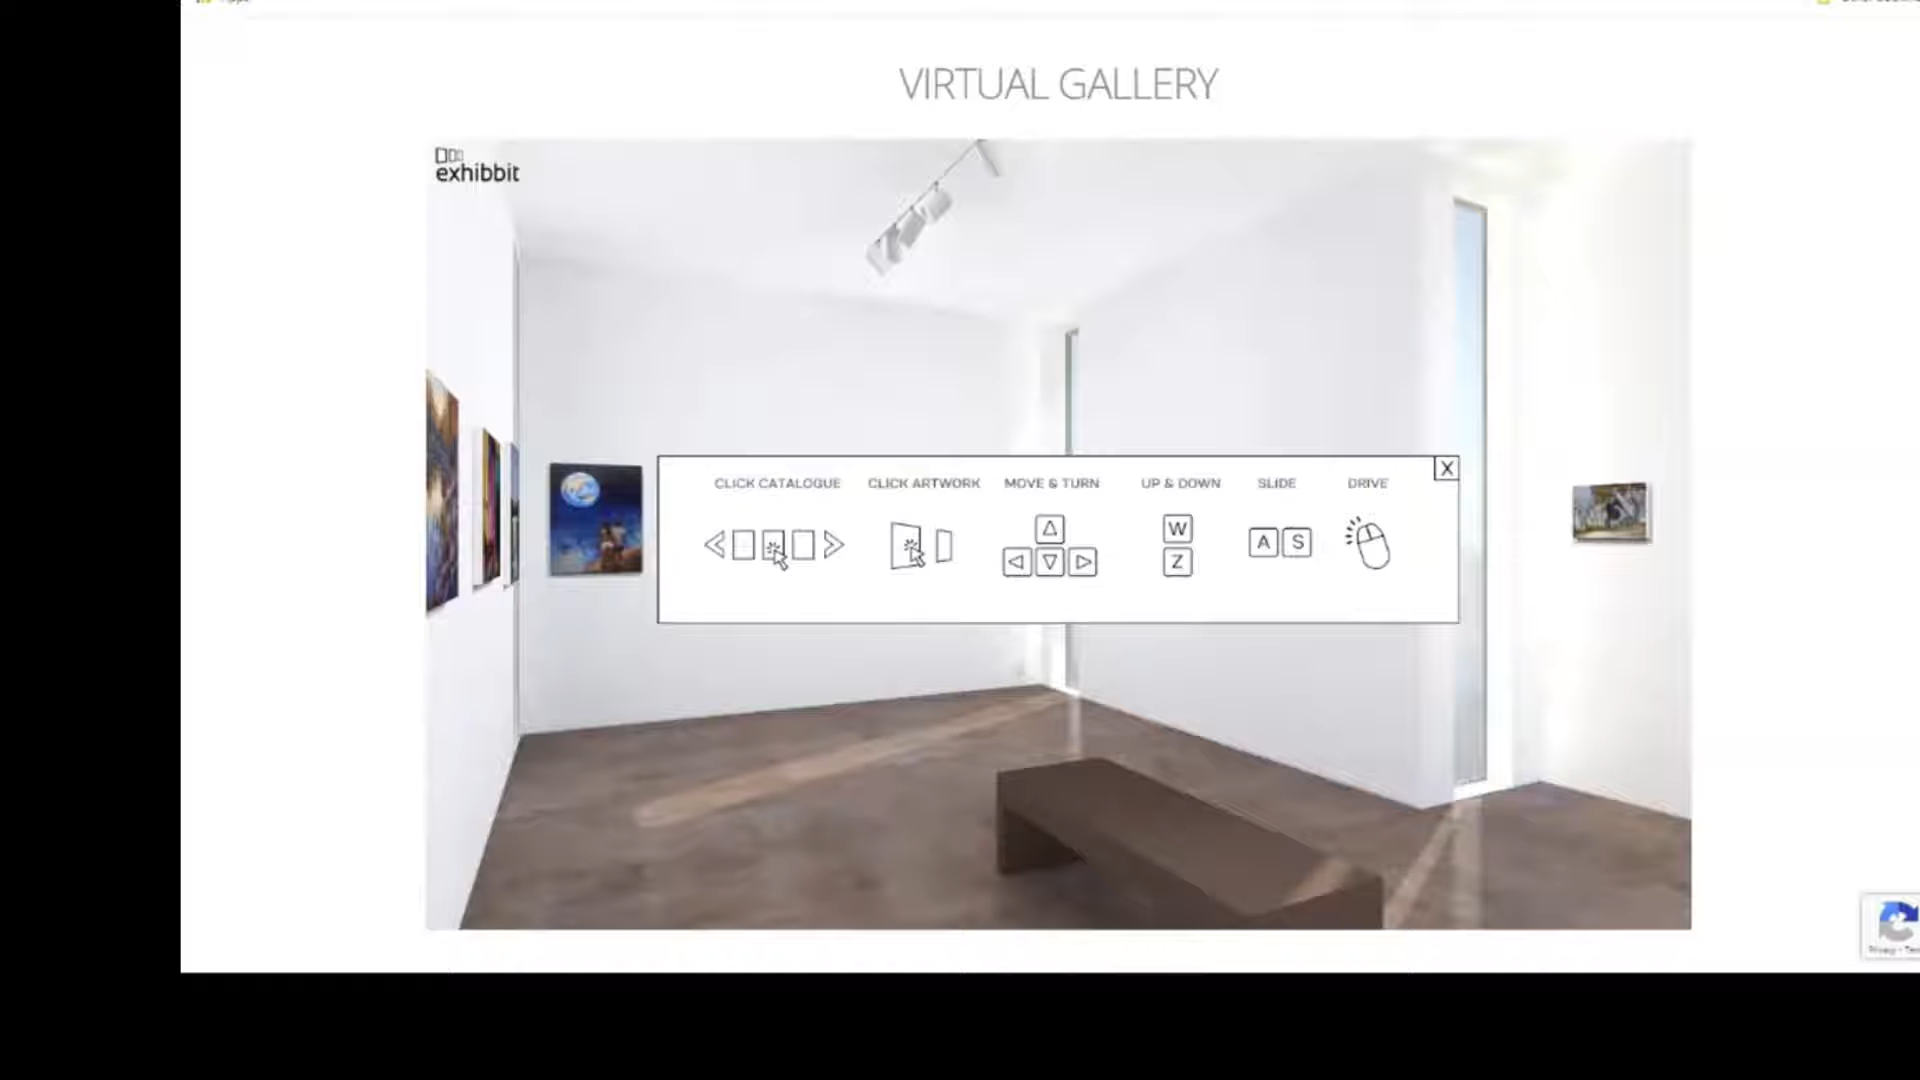 VIRTUAL GALLERY
exhibbit
X
CLICK CATALOGUE CLICK ARTWORK MOVE & TURN UP & DOWN SLIDE DRIVE
W
A S
Z